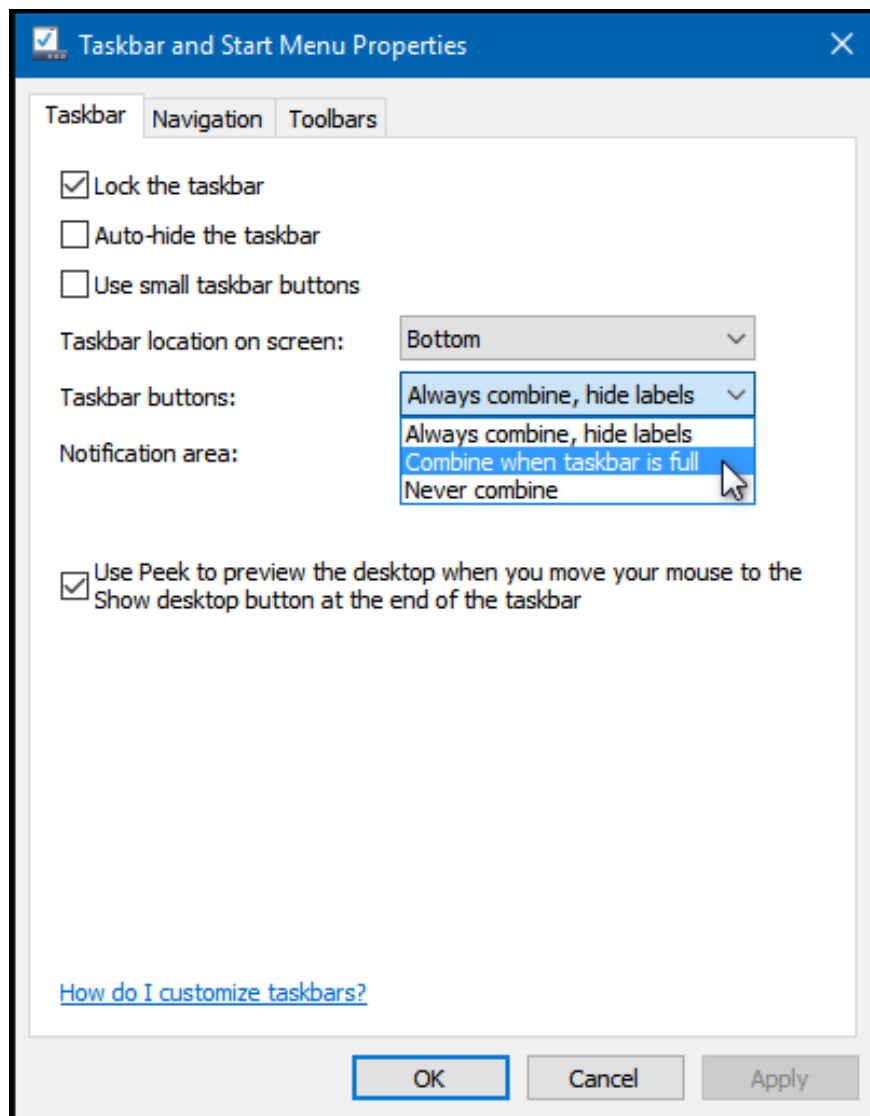 Taskbar and Start Menu Properties
Taskbar
Navigation
Toolbars
Lock the taskbar
Auto-hide the taskbar
Use small taskbar buttons
Taskbar location on screen:
Bottom
Taskbar buttons:
Always combine, hide labels
Always combine, hide labels
Notification area:
Combine when taskbar is full
Never combine
Use Peek to preview the desktop when you move your mouse to the
Show desktop button at the end of the taskbar
How do I customize taskbars?
OK
Cancel
Apply